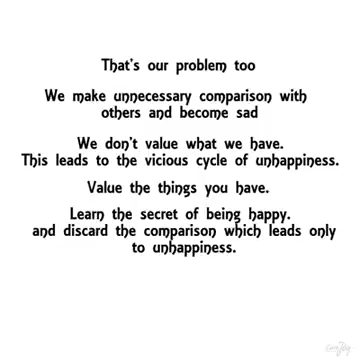 That's our problem too
We make unnecessary comparison with
others and become sad
We don't value what we have.
This leads to the vicious cycle of unhappiness.
Value the things you have.
Learn the secret of being happy.
and discard the comparison which leads only
to unhappiness.